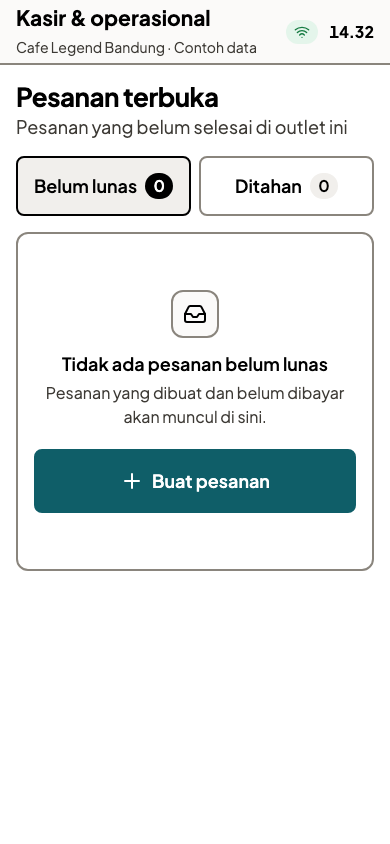 Kasir & operasional
Cafe Legend Bandung · Contoh data
14.32
Pesanan terbuka
Pesanan yang belum selesai di outlet ini
Belum lunas 0
Ditahan 0
Tidak ada pesanan belum lunas
Pesanan yang dibuat dan belum dibayar
akan muncul di sini.
Buat pesanan